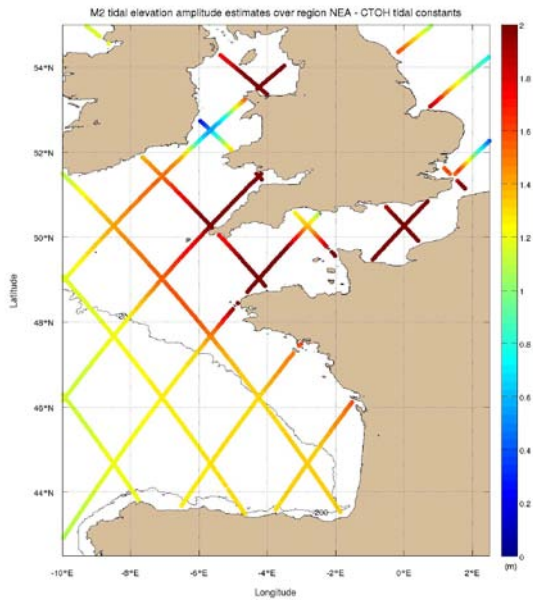 M2 tidal elevation amplitude estimates over region NEA - CTOH tidal constants
54°N
52°N
50°N
48°N
46°N
44°N
Latitude
-10°E
-8°E
-6°E
-4°E
-2°E
0°E
2°E
Longitude
200
2
1.8
1.6
1.4
1.2
1
0.8
0.6
0.4
0.2
0
(m)